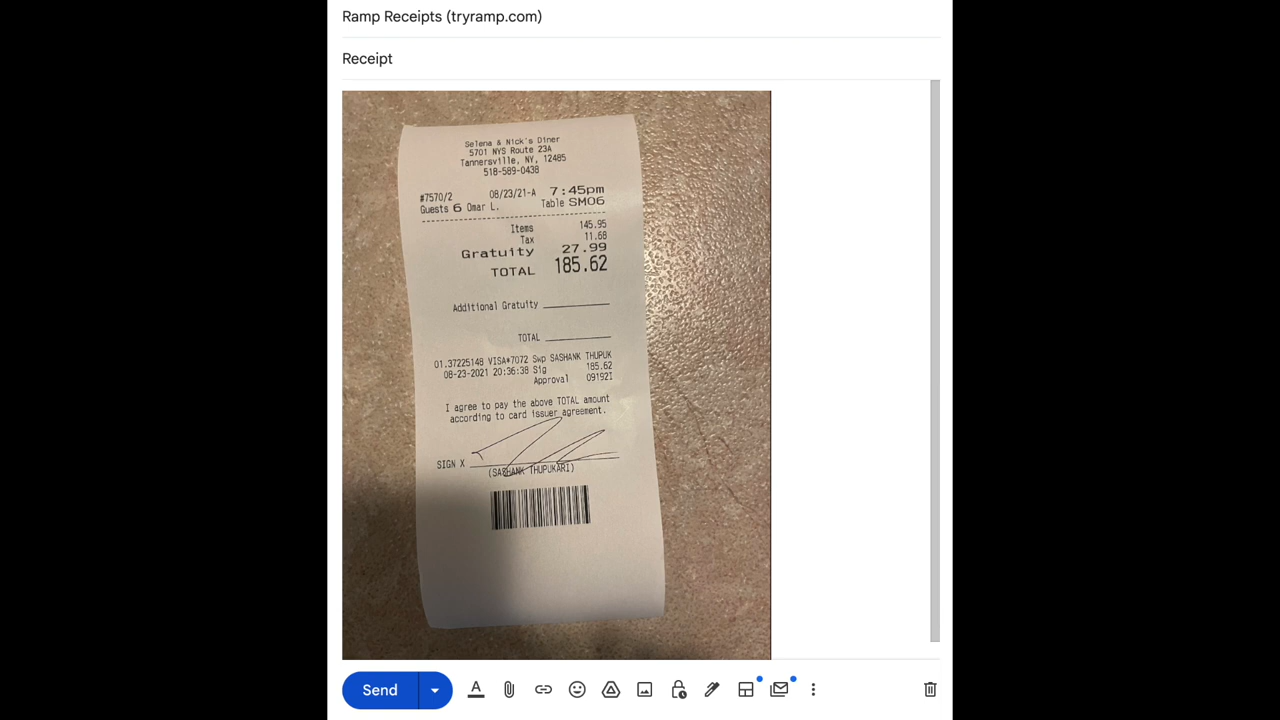 Ramp Receipts (tryramp.com)
Receipt
Selena & Nick's Diner
5701 NYS Route 23A
Tannersville, NY, 12485
518-589-0438
#7570/2 08/23/21-A 7:45pm
Guests 6 Omar L. Table SM06
Items 145.95
Tax 11.68
Gratuity 27.99
TOTAL 185.62
Additional Gratuity
TOTAL
01.37225148 VISA*7072 Swp SASHANK THUPUK
08-23-2021 20:36:38 Sig 185.62
Approval 09192I
I agree to pay the above TOTAL amount
according to card issuer agreement.
SIGN X
(SASHANK THUPUKARI)
Send